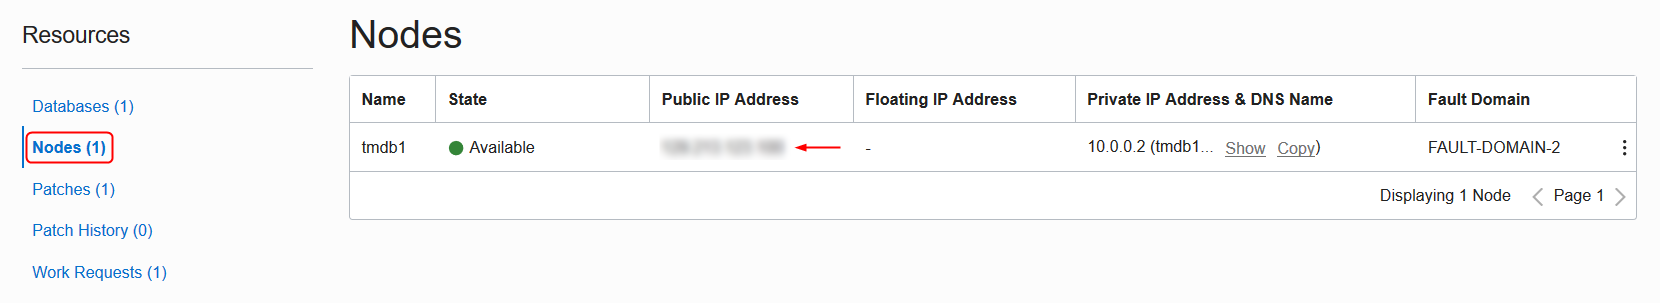 Resources
Databases (1)
Nodes (1)
Patches (1)
Patch History (0)
Work Requests (1)
Nodes
Name State Public IP Address Floating IP Address Private IP Address & DNS Name Fault Domain
tmdb1 Available - 10.0.0.2 (tmdb1... Show Copy) FAULT-DOMAIN-2
Displaying 1 Node Page 1